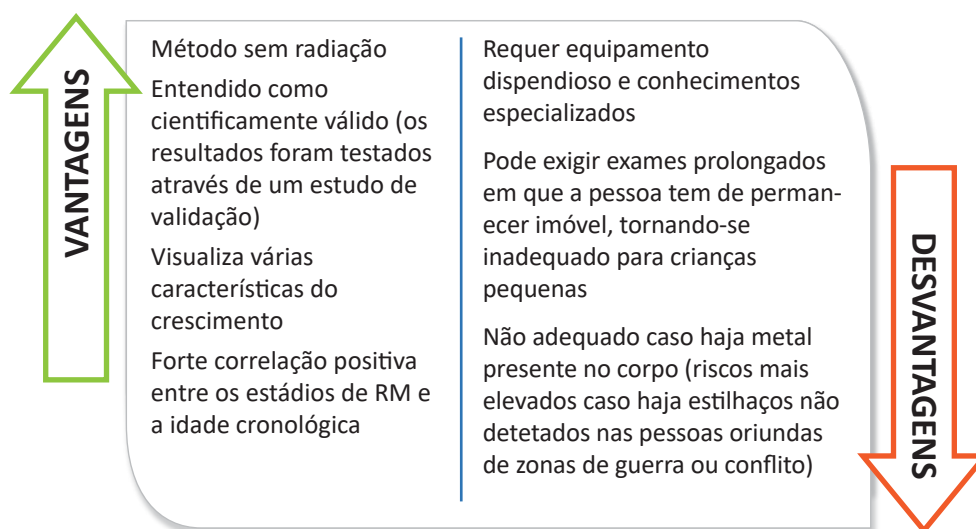 VANTAGENS
Método sem radiação
Entendido como
cientificamente válido (os
resultados foram testados
através de um estudo de
validação)
Visualiza várias
características do
crescimento
Forte correlação positiva
entre os estádios de RM e
a idade cronológica
Requer equipamento
dispendioso e conhecimentos
especializados
Pode exigir exames prolongados
em que a pessoa tem de perman-
ecer imóvel, tornando-se
inadequado para crianças
pequenas
Não adequado caso haja metal
presente no corpo (riscos mais
elevados caso haja estilhaços não
detetados nas pessoas oriundas
de zonas de guerra ou conflito)
DESVANTAGENS